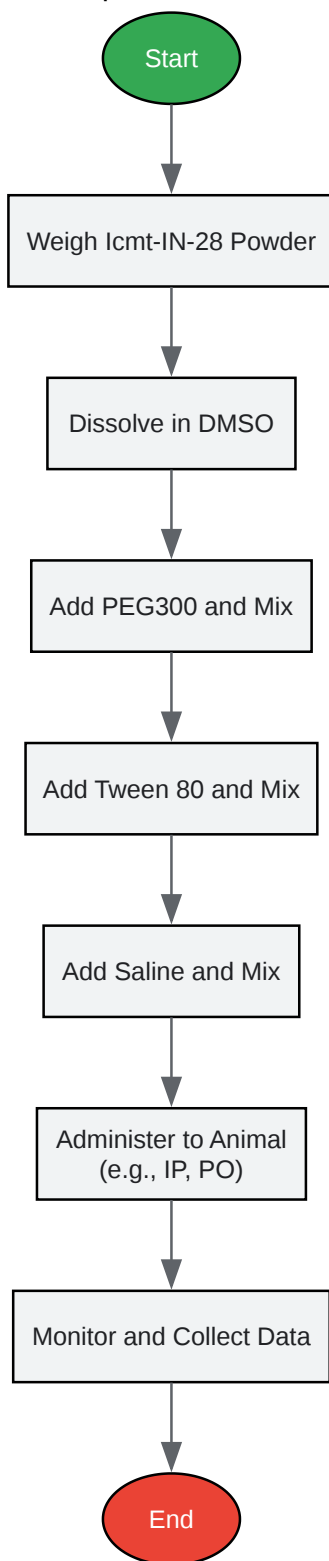 Start
Weigh Icmt-IN-28 Powder
Dissolve in DMSO
Add PEG300 and Mix
Add Tween 80 and Mix
Add Saline and Mix
Administer to Animal
(e.g., IP, PO)
Monitor and Collect Data
End